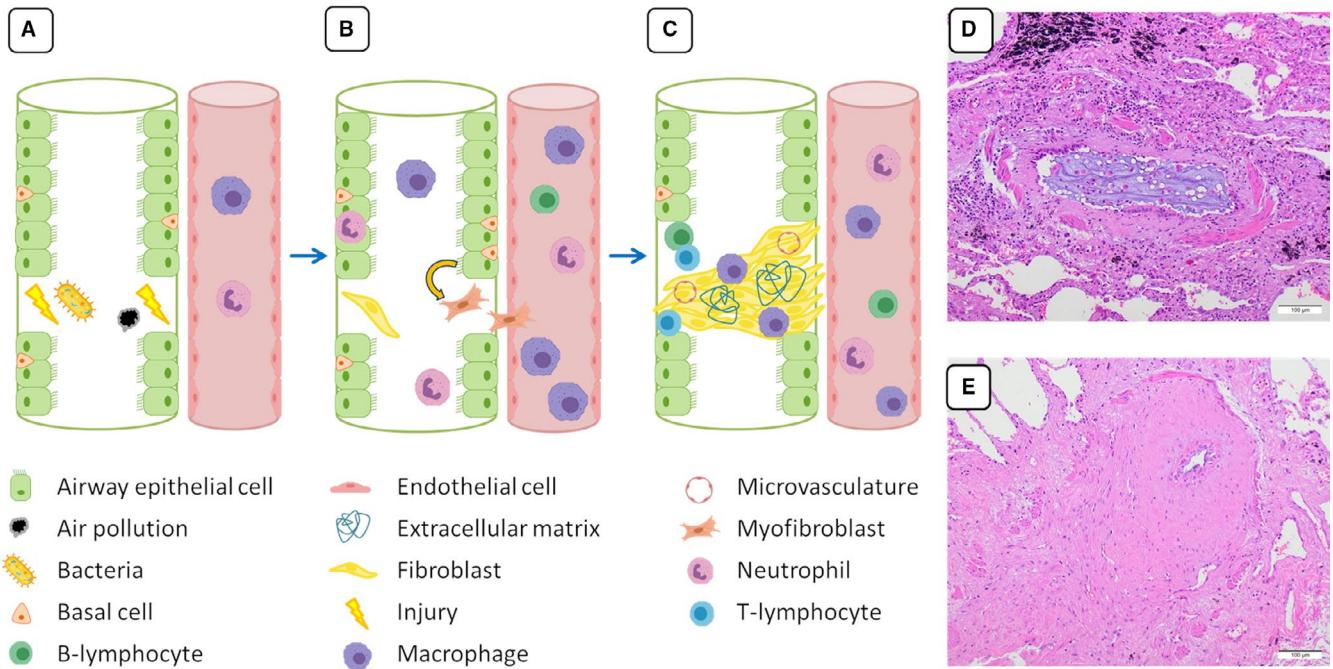 A
B
C
D
100 µm
E
100 µm
Airway epithelial cell
Air pollution
Bacteria
Basal cell
B-lymphocyte
Endothelial cell
Extracellular matrix
Fibroblast
Injury
Macrophage
Microvasculature
Myofibroblast
Neutrophil
T-lymphocyte